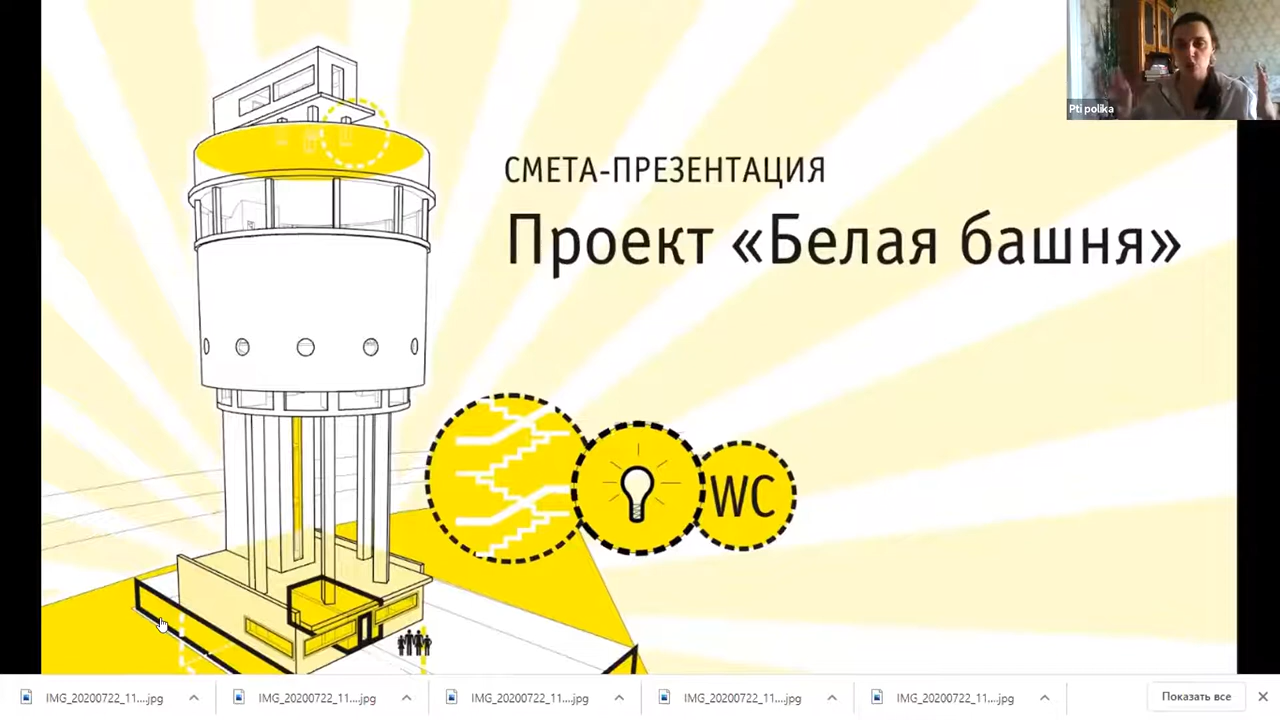 Pti polika
СМЕТА-ПРЕЗЕНТАЦИЯ
Проект «Белая башня»
WC
IMG_20200722_11....jpg
IMG_20200722_11....jpg
IMG_20200722_11....jpg
IMG_20200722_11....jpg
IMG_20200722_11....jpg
Показать все